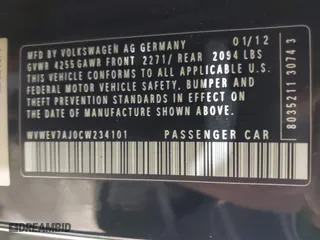 MFD BY VOLKSWAGEN AG GERMANY 01/12
GVWR 4255 GAWR FRONT 2271/ REAR 2094 LBS
THIS VEHICLE CONFORMS TO ALL APPLICABLE U.S.
FEDERAL MOTOR VEHICLE SAFETY, BUMPER AND
THEFT PREVENTION STANDARDS IN EFFECT ON
THE DATE OF MANUFACTURE SHOWN ABOVE.
WVWEV7AJ0CW234101 PASSENGER CAR
8035211 3074 3
DREAMBID